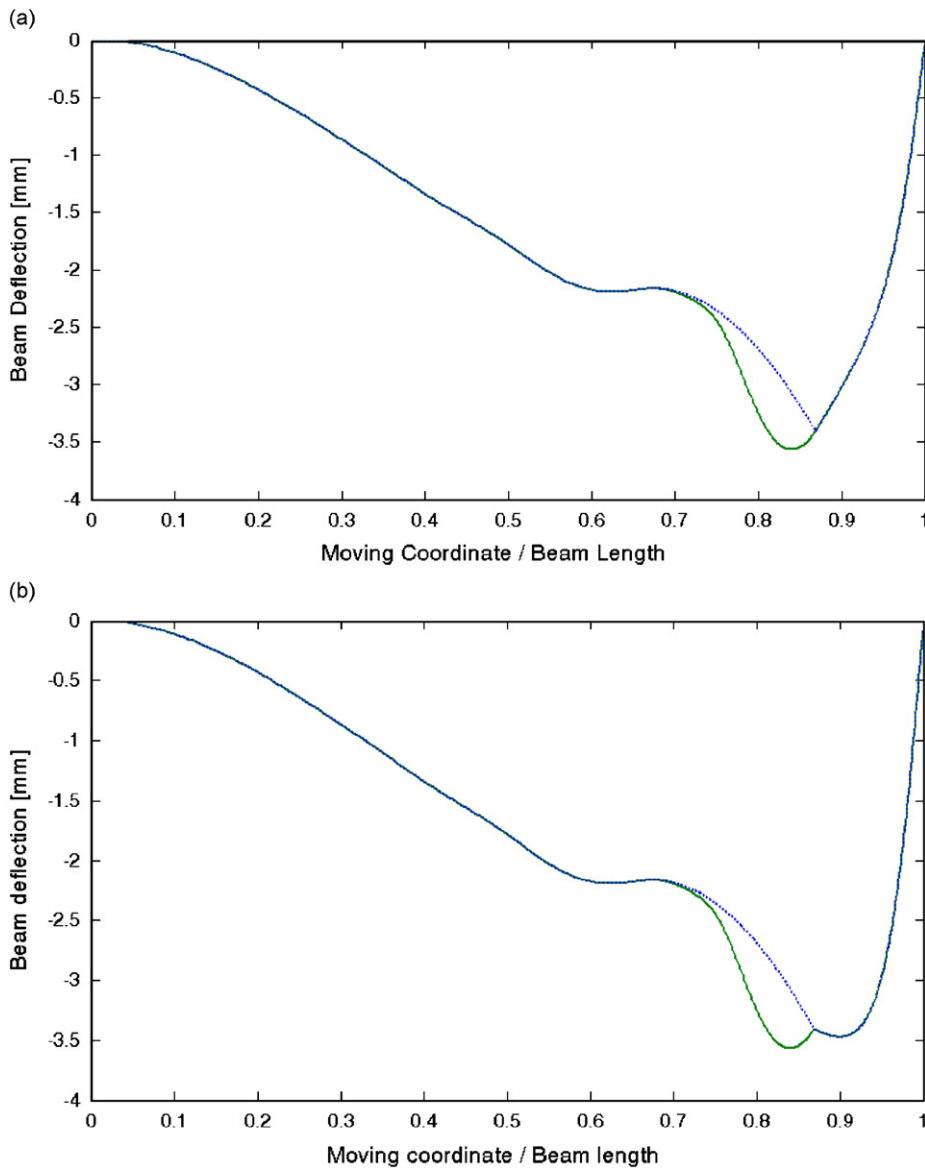 (a)
0
-0.5
-1
-1.5
-2
-2.5
-3
-3.5
-4
Beam Deflection [mm]
0 0.1 0.2 0.3 0.4 0.5 0.6 0.7 0.8 0.9 1
Moving Coordinate / Beam Length
(b)
0
-0.5
-1
-1.5
-2
-2.5
-3
-3.5
-4
Beam deflection [mm]
0 0.1 0.2 0.3 0.4 0.5 0.6 0.7 0.8 0.9 1
Moving coordinate / Beam length